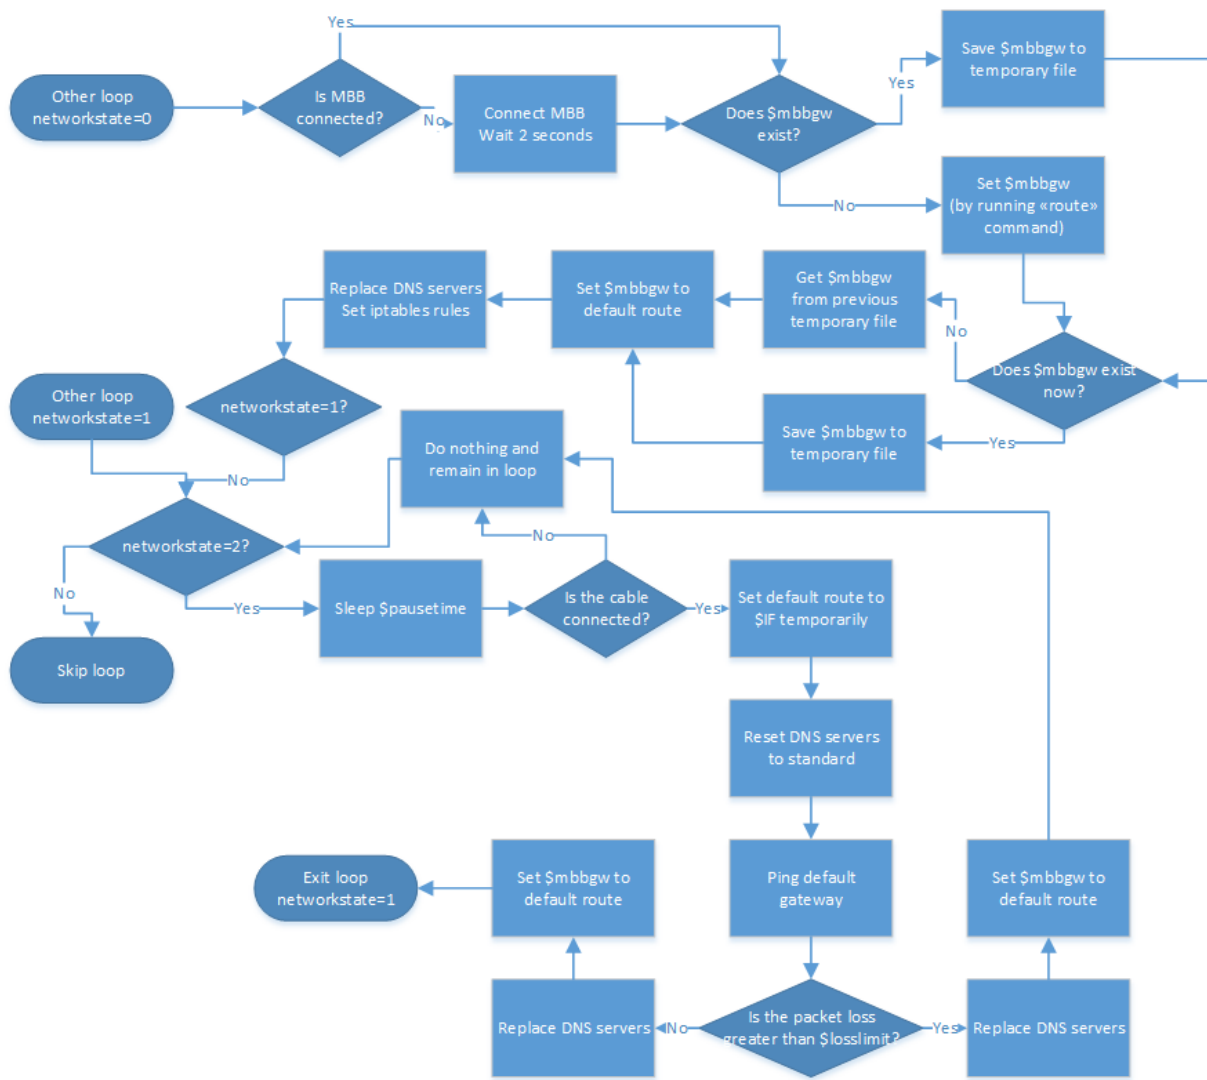 Yes
Other loop
networkstate=0
Is MBB
connected?
No
Connect MBB
Wait 2 seconds
Does $mbbgw
exist?
Yes
Save $mbbgw to
temporary file
No
Set $mbbgw
(by running «route»
command)
Replace DNS servers
Set iptables rules
Set $mbbgw to
default route
Get $mbbgw
from previous
temporary file
No
Does $mbbgw exist
now?
Yes
Save $mbbgw to
temporary file
Other loop
networkstate=1
networkstate=1?
No
Do nothing and
remain in loop
networkstate=2?
No
Skip loop
Yes
Sleep $pausetime
No
Is the cable
connected?
Yes
Set default route to
$IF temporarily
Reset DNS servers
to standard
Ping default
gateway
Is the packet loss
greater than $losslimit?
No
Replace DNS servers
Set $mbbgw to
default route
Exit loop
networkstate=1
Yes
Replace DNS servers
Set $mbbgw to
default route